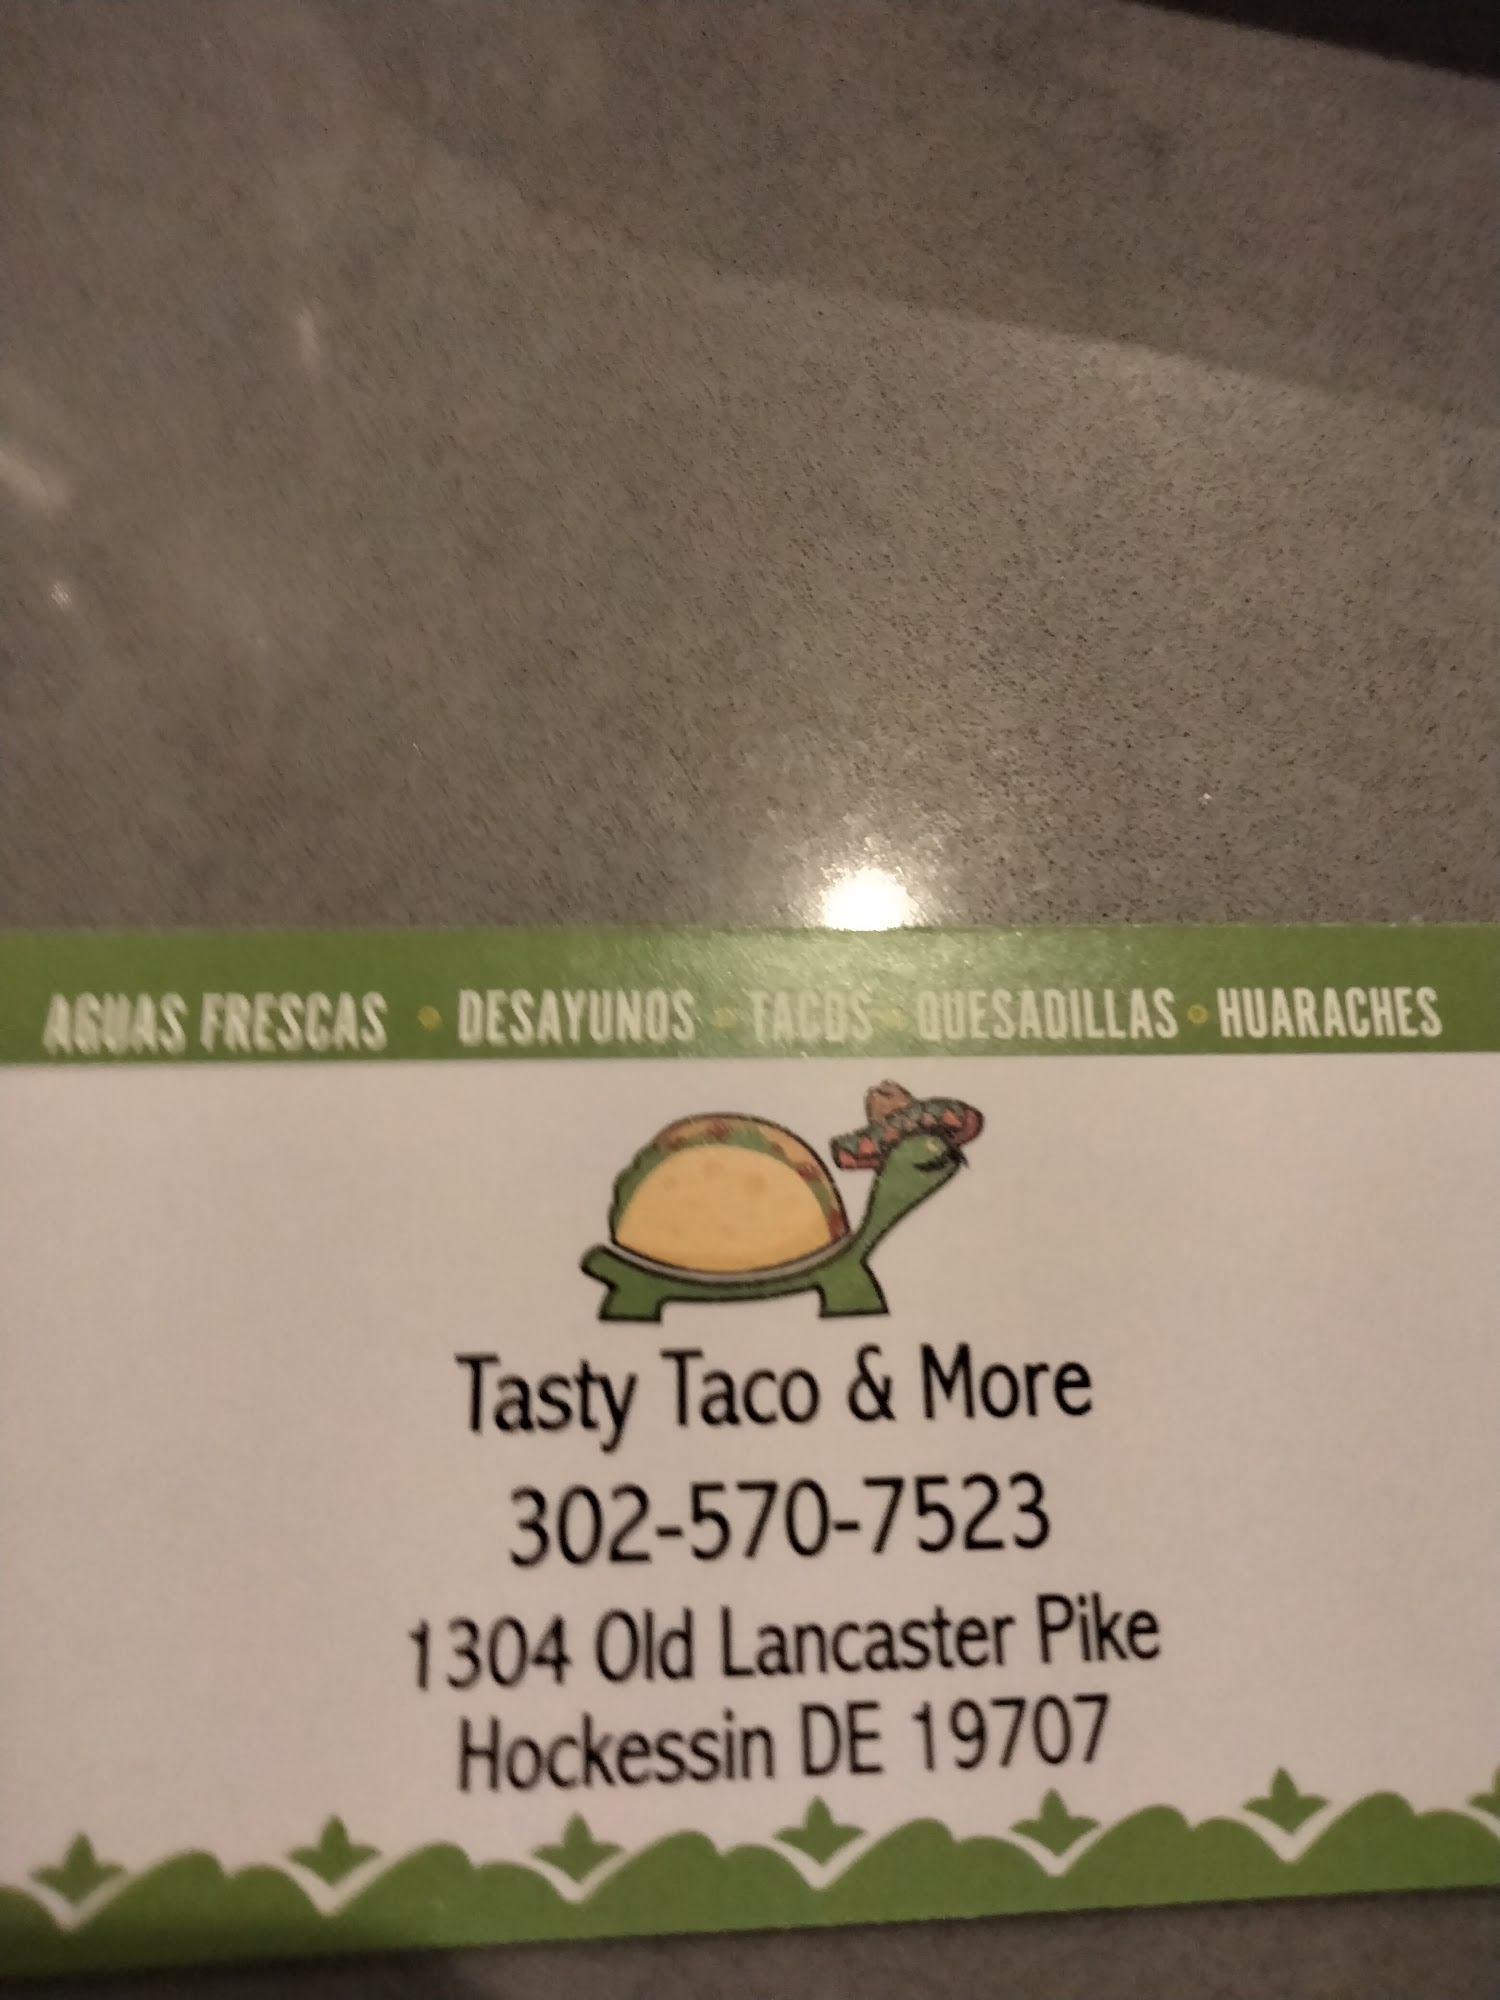 AGUAS FRESCAS • DESAYUNOS • TACOS • QUESADILLAS • HUARACHES
Tasty Taco & More
302-570-7523
1304 Old Lancaster Pike
Hockessin DE 19707